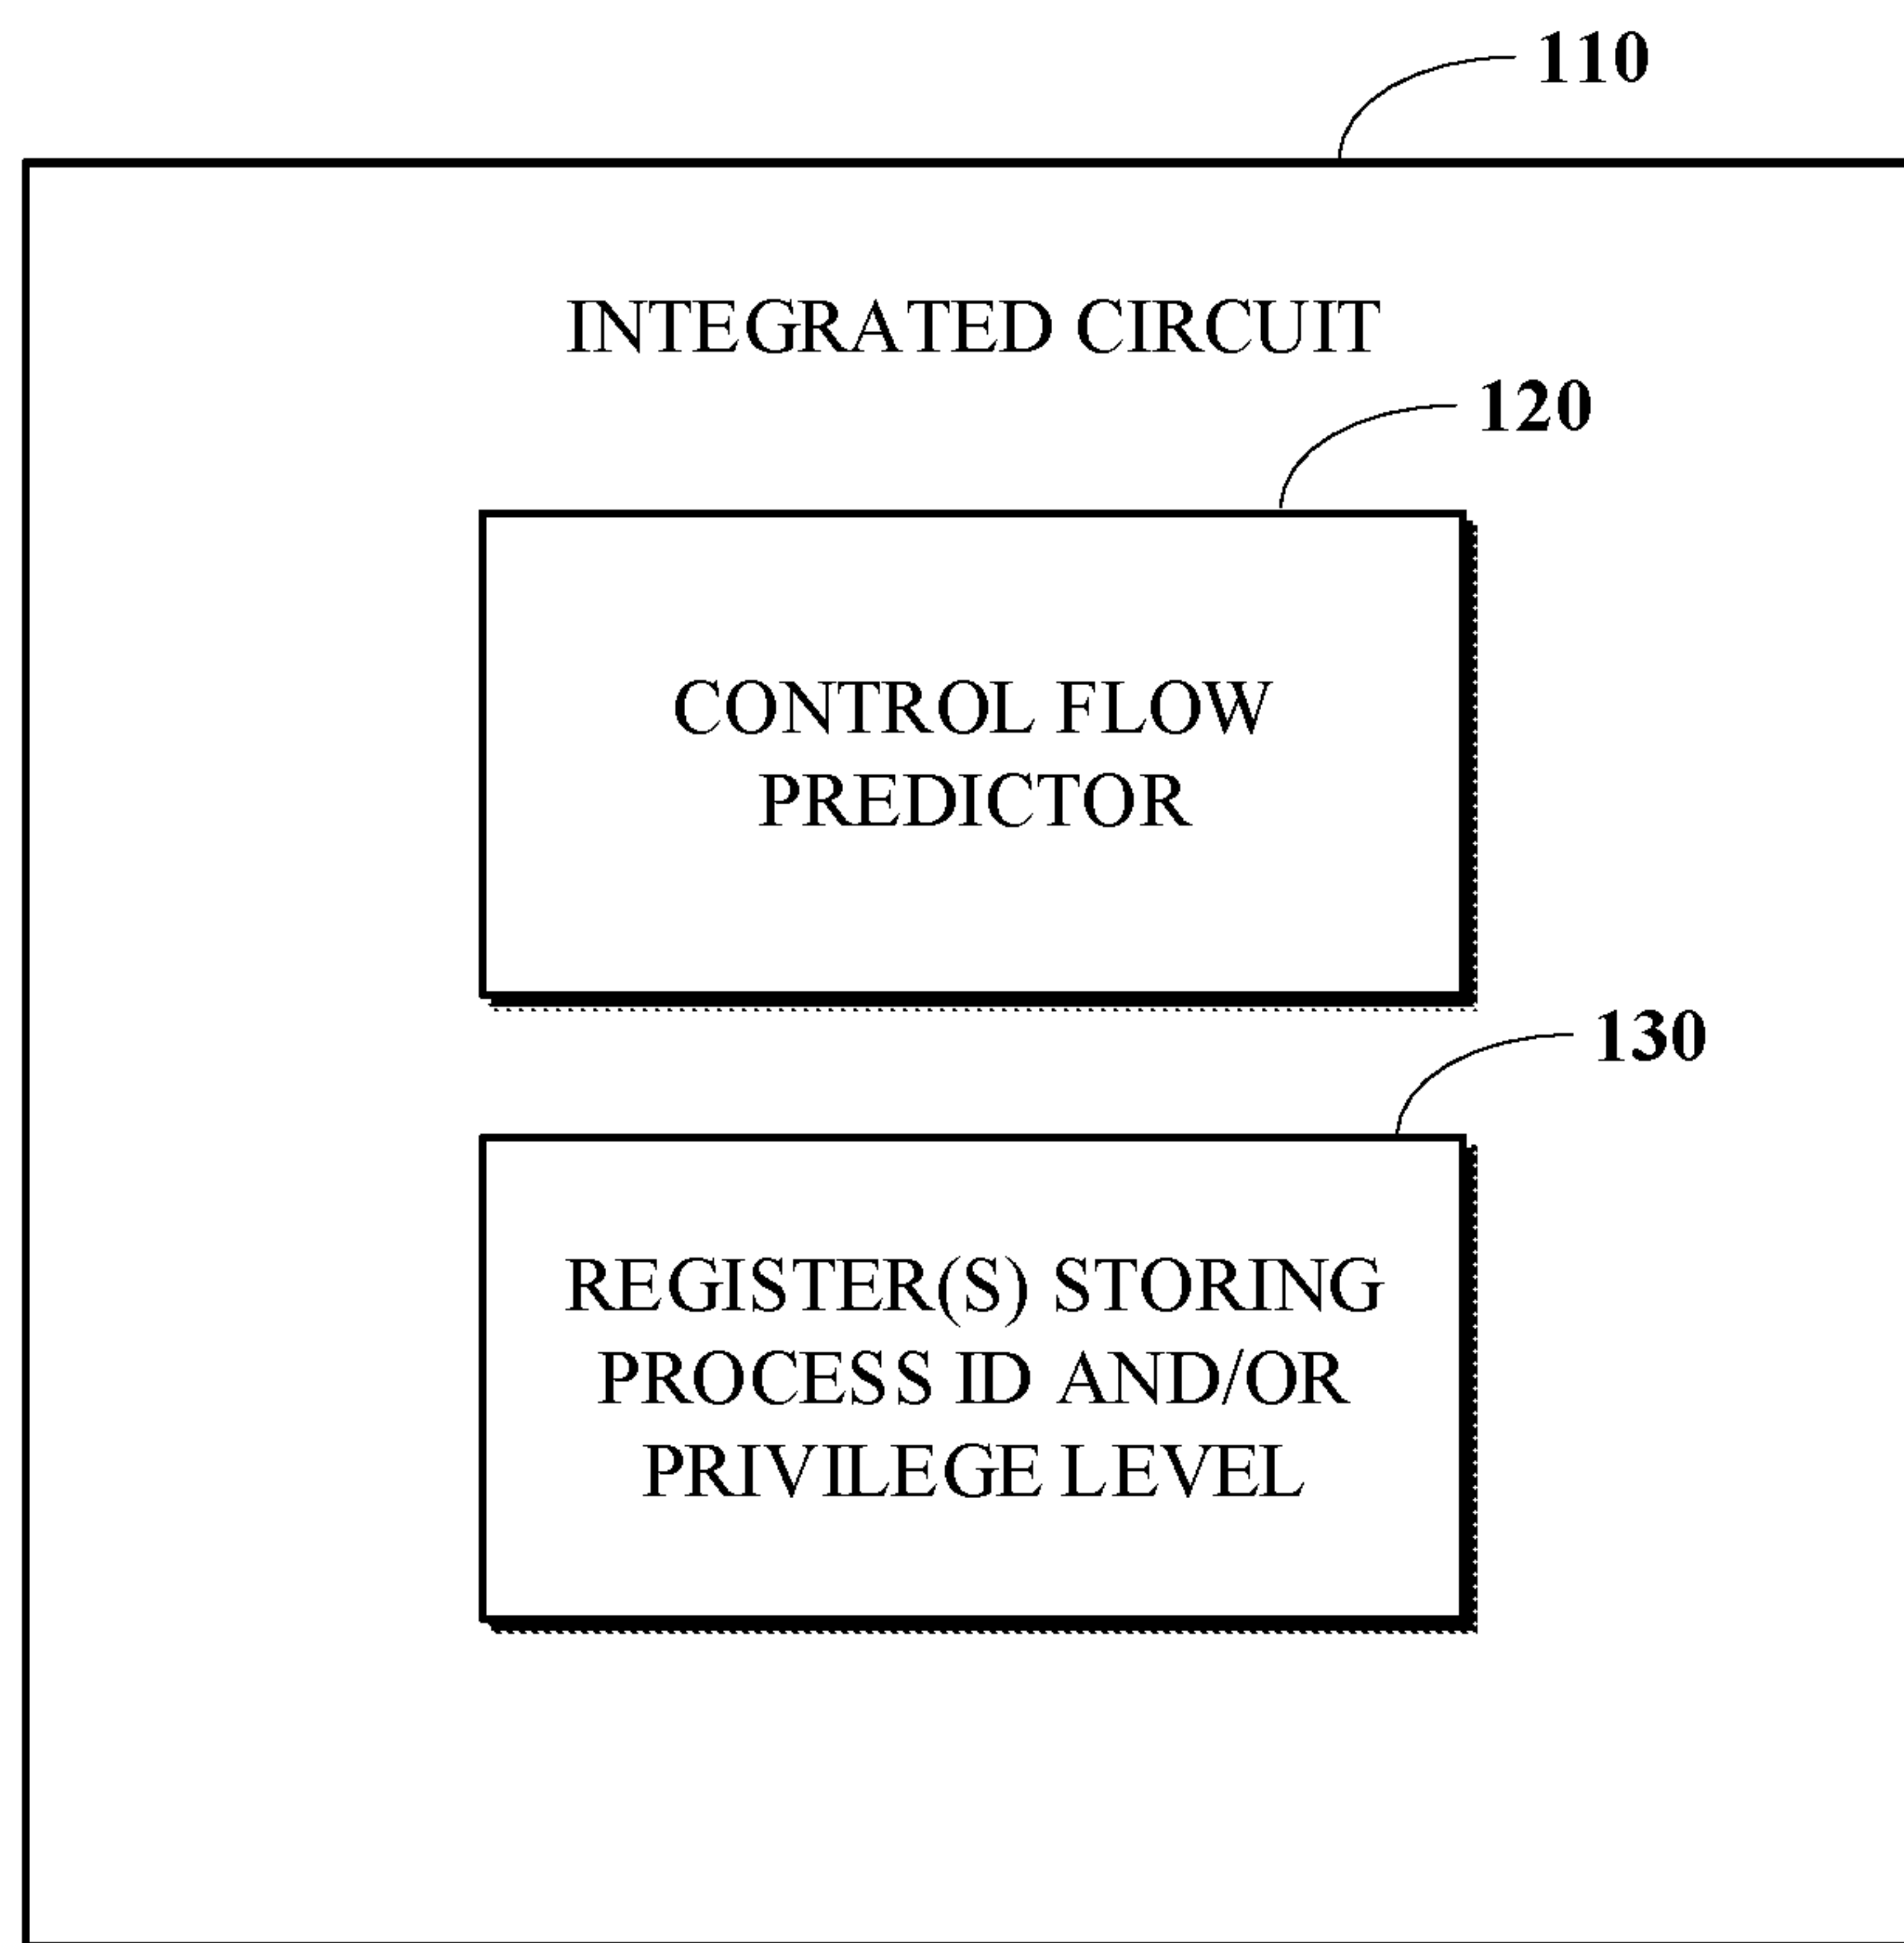 110
INTEGRATED CIRCUIT
120
CONTROL FLOW
PREDICTOR
130
REGISTER(S) STORING
PROCESS ID AND/OR
PRIVILEGE LEVEL